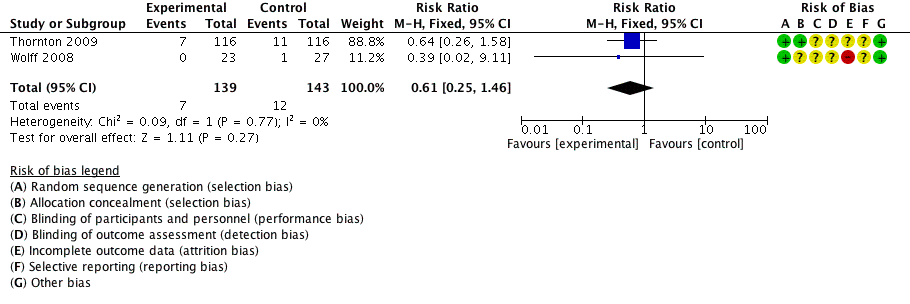 Experimental Control Risk Ratio Risk Ratio Risk of Bias
Study or Subgroup Events Total Events Total Weight M-H, Fixed, 95% CI M-H, Fixed, 95% CI A B C D E F G
Thornton 2009 7 116 11 116 88.8% 0.64 [0.26, 1.58] + + ? ? ? ? +
Wolff 2008 0 23 1 27 11.2% 0.39 [0.02, 9.11] + ? ? ? − ? +
Total (95% CI) 139 143 100.0% 0.61 [0.25, 1.46]
Total events 7 12
Heterogeneity: Chi² = 0.09, df = 1 (P = 0.77); I² = 0%
Test for overall effect: Z = 1.11 (P = 0.27)
0.01 0.1 1 10 100
Favours [experimental] Favours [control]
Risk of bias legend
(A) Random sequence generation (selection bias)
(B) Allocation concealment (selection bias)
(C) Blinding of participants and personnel (performance bias)
(D) Blinding of outcome assessment (detection bias)
(E) Incomplete outcome data (attrition bias)
(F) Selective reporting (reporting bias)
(G) Other bias